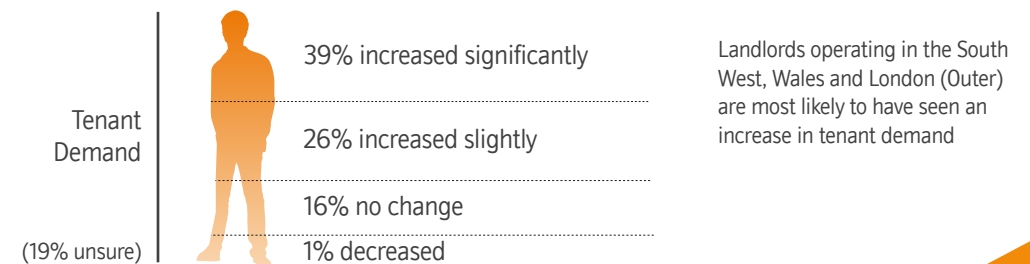 Tenant
Demand
(19% unsure)
39% increased significantly
26% increased slightly
16% no change
1% decreased
Landlords operating in the South
West, Wales and London (Outer)
are most likely to have seen an
increase in tenant demand